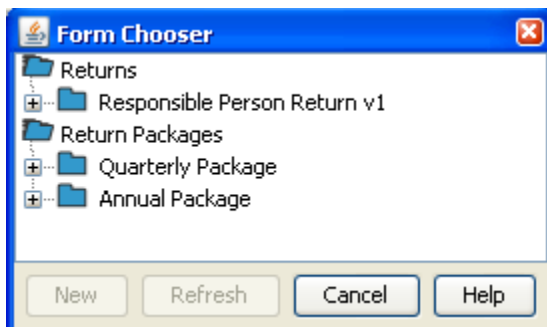 Form Chooser
Returns
Responsible Person Return v1
Return Packages
Quarterly Package
Annual Package
New Refresh Cancel Help